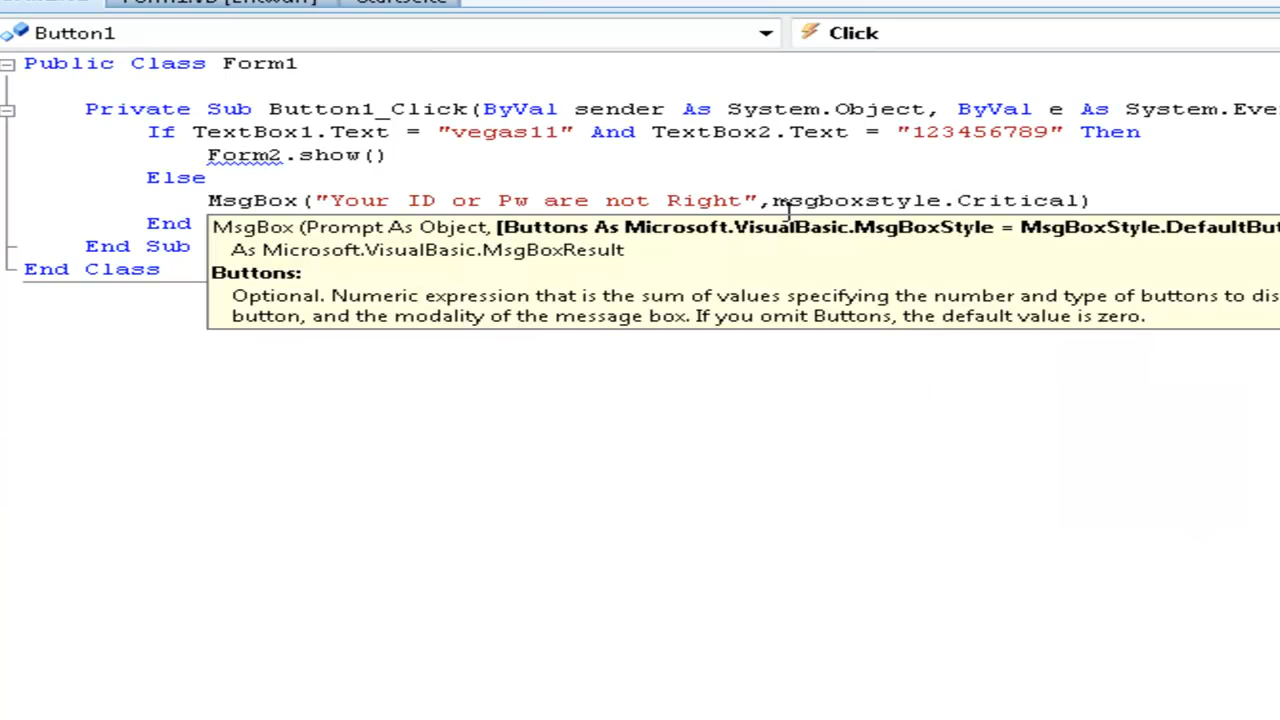 Startseite
Button1
Click
Public Class Form1
Private Sub Button1_Click(ByVal sender As System.Object, ByVal e As System.Eve
If TextBox1.Text = "vegas11" And TextBox2.Text = "123456789" Then
Form2.show()
Else
MsgBox("Your ID or Pw are not Right",msgboxstyle.Critical)
End
MsgBox (Prompt As Object, [Buttons As Microsoft.VisualBasic.MsgBoxStyle = MsgBoxStyle.DefaultBut
End Sub
As Microsoft.VisualBasic.MsgBoxResult
End Class
Buttons:
Optional. Numeric expression that is the sum of values specifying the number and type of buttons to dis
button, and the modality of the message box. If you omit Buttons, the default value is zero.